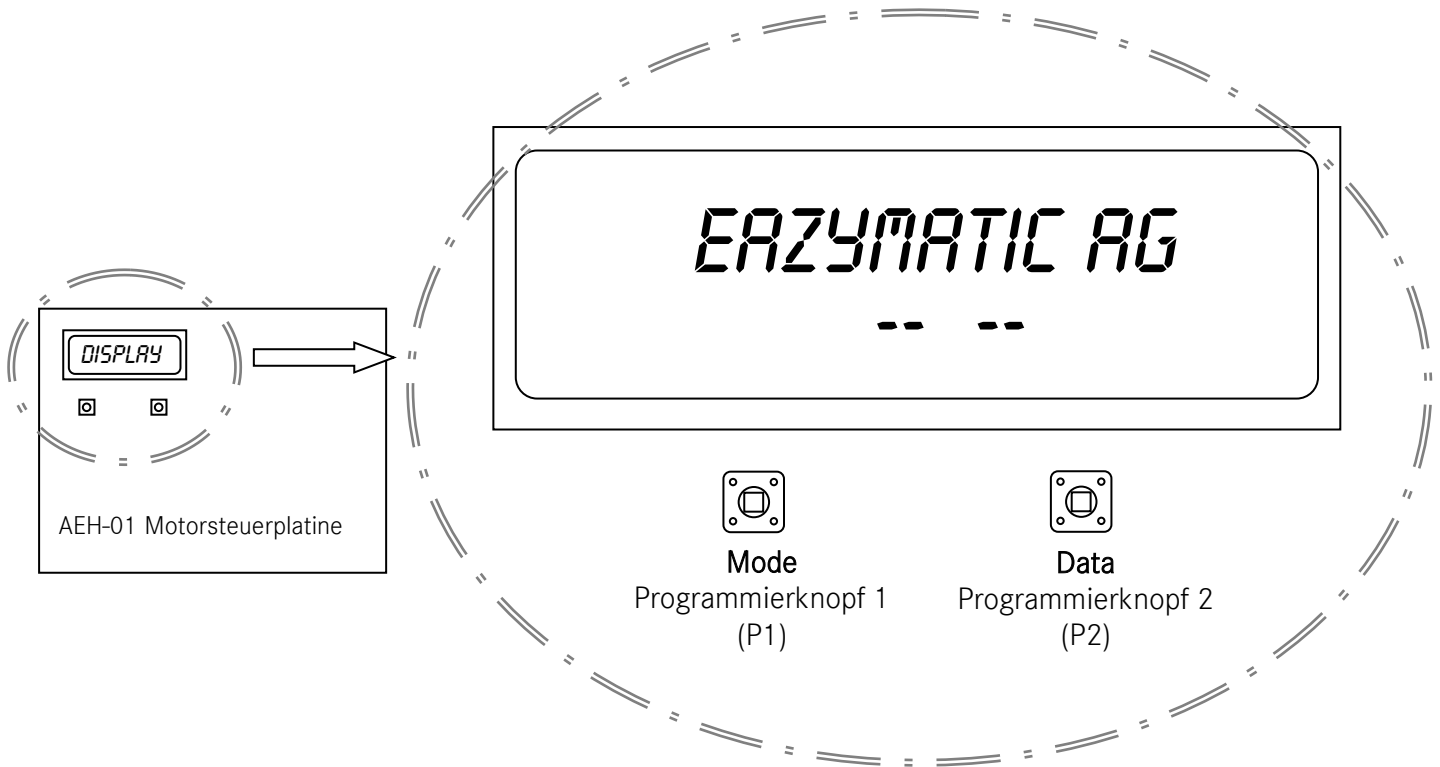 EAZYMATIC AG
-- --
DISPLAY
AEH-01 Motorsteuerplatine
Mode
Programmierknopf 1
(P1)
Data
Programmierknopf 2
(P2)